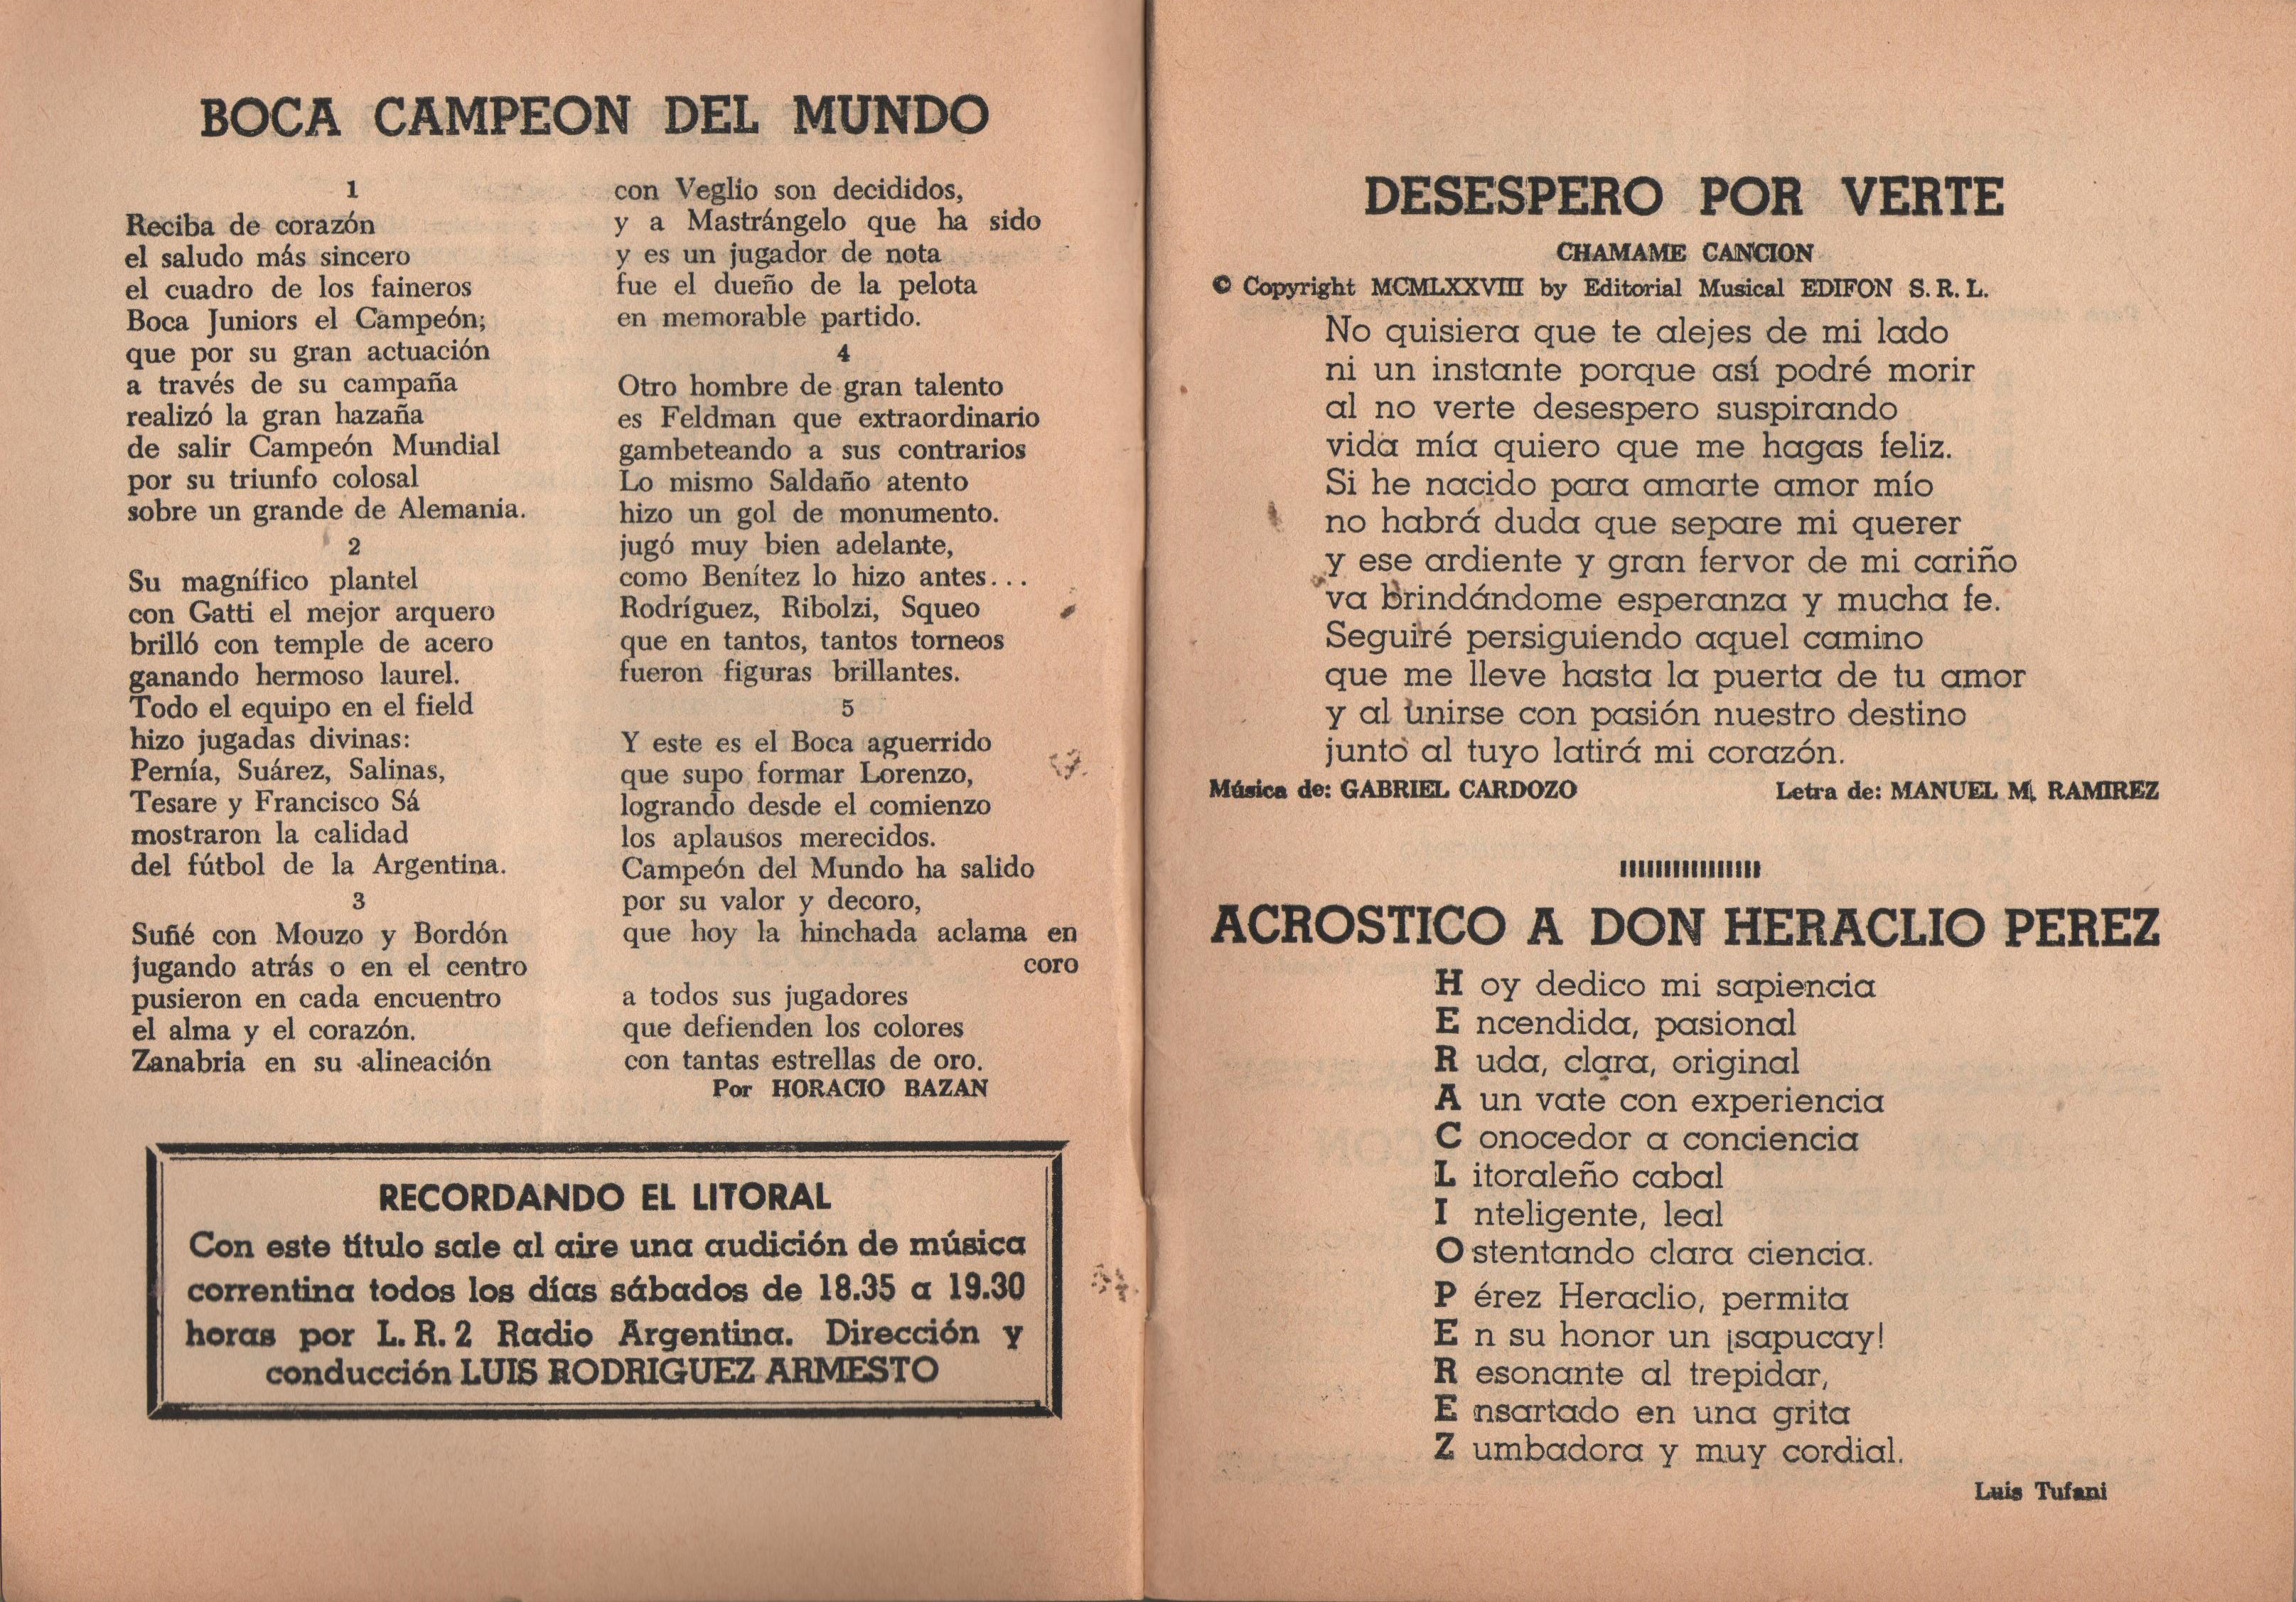 BOCA CAMPEON DEL MUNDO
1
Reciba de corazón
el saludo más sincero
el cuadro de los faineros
Boca Juniors el Campeón;
que por su gran actuación
a través de su campaña
realizó la gran hazaña
de salir Campeón Mundial
por su triunfo colosal
sobre un grande de Alemania.
2
Su magnífico plantel
con Gatti el mejor arquero
brilló con temple de acero
ganando hermoso laurel.
Todo el equipo en el field
hizo jugadas divinas:
Pernía, Suárez, Salinas,
Tesare y Francisco Sá
mostraron la calidad
del fútbol de la Argentina.
3
Suñé con Mouzo y Bordón
jugando atrás o en el centro
pusieron en cada encuentro
el alma y el corazón.
Zanabria en su alineación
con Veglio son decididos,
y a Mastrángelo que ha sido
y es un jugador de nota
fue el dueño de la pelota
en memorable partido.
4
Otro hombre de gran talento
es Feldman que extraordinario
gambeteando a sus contrarios
Lo mismo Saldaño atento
hizo un gol de monumento.
jugó muy bien adelante,
como Benítez lo hizo antes...
Rodríguez, Ribolzi, Squeo
que en tantos, tantos torneos
fueron figuras brillantes.
5
Y este es el Boca aguerrido
que supo formar Lorenzo,
logrando desde el comienzo
los aplausos merecidos.
Campeón del Mundo ha salido
por su valor y decoro,
que hoy la hinchada aclama en
coro
a todos sus jugadores
que defienden los colores
con tantas estrellas de oro.
Por HORACIO BAZAN
RECORDANDO EL LITORAL
Con este título sale al aire una audición de música
correntina todos los días sábados de 18.35 a 19.30
horas por L. R. 2 Radio Argentina. Dirección y
conducción LUIS RODRIGUEZ ARMESTO
DESESPERO POR VERTE
CHAMAME CANCION
© Copyright MCMLXXVIII by Editorial Musical EDIFON S. R. L.
No quisiera que te alejes de mi lado
ni un instante porque así podré morir
al no verte desespero suspirando
vida mía quiero que me hagas feliz.
Si he nacido para amarte amor mío
no habrá duda que separe mi querer
y ese ardiente y gran fervor de mi cariño
va brindándome esperanza y mucha fe.
Seguiré persiguiendo aquel camino
que me lleve hasta la puerta de tu amor
y al unirse con pasión nuestro destino
junto al tuyo latirá mi corazón.
Música de: GABRIEL CARDOZO Letra de: MANUEL M. RAMIREZ
ACROSTICO A DON HERACLIO PEREZ
H oy dedico mi sapiencia
E ncendida, pasional
R uda, clara, original
A un vate con experiencia
C onocedor a conciencia
L itoraleño cabal
I nteligente, leal
O stentando clara ciencia.
P érez Heraclio, permita
E n su honor un ¡sapucay!
R esonante al trepidar,
E nsartado en una grita
Z umbadora y muy cordial.
Luis Tufani